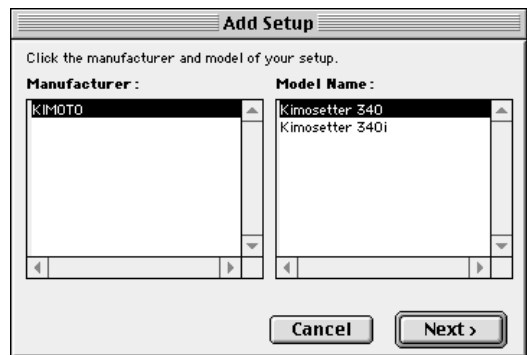 Add Setup
Click the manufacturer and model of your setup.
Manufacturer :
Model Name :
KIMOTO
Kimosetter 340
Kimosetter 340i
Cancel
Next ›